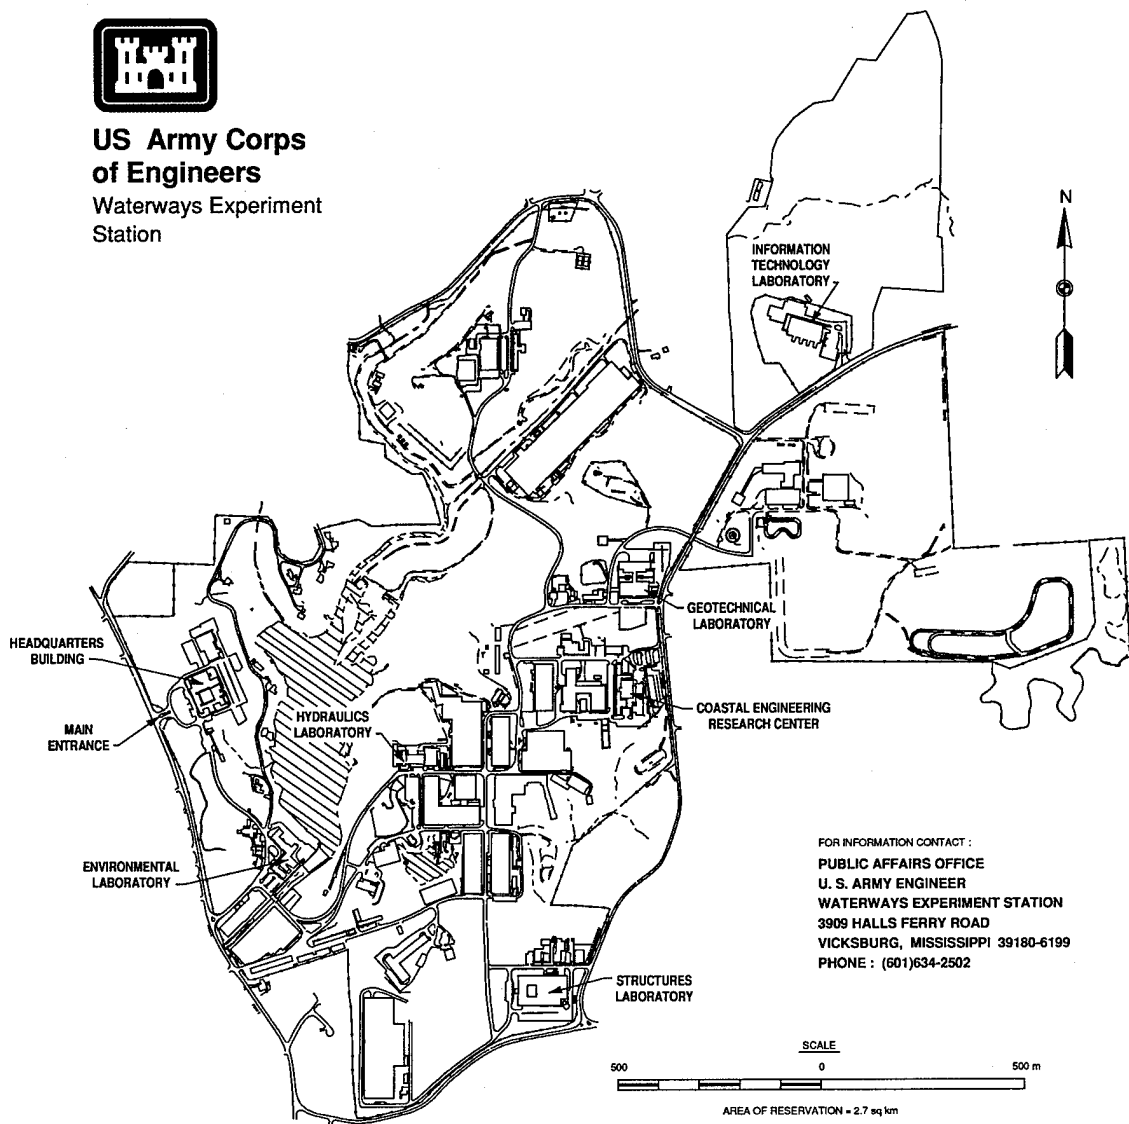 US Army Corps
of Engineers
Waterways Experiment
Station
N
INFORMATION
TECHNOLOGY
LABORATORY
GEOTECHNICAL
LABORATORY
HEADQUARTERS
BUILDING
MAIN
ENTRANCE
HYDRAULICS
LABORATORY
COASTAL ENGINEERING
RESEARCH CENTER
ENVIRONMENTAL
LABORATORY
STRUCTURES
LABORATORY
FOR INFORMATION CONTACT :
PUBLIC AFFAIRS OFFICE
U. S. ARMY ENGINEER
WATERWAYS EXPERIMENT STATION
3909 HALLS FERRY ROAD
VICKSBURG, MISSISSIPPI 39180-6199
PHONE : (601)634-2502
SCALE
500 0 500 m
AREA OF RESERVATION = 2.7 sq km